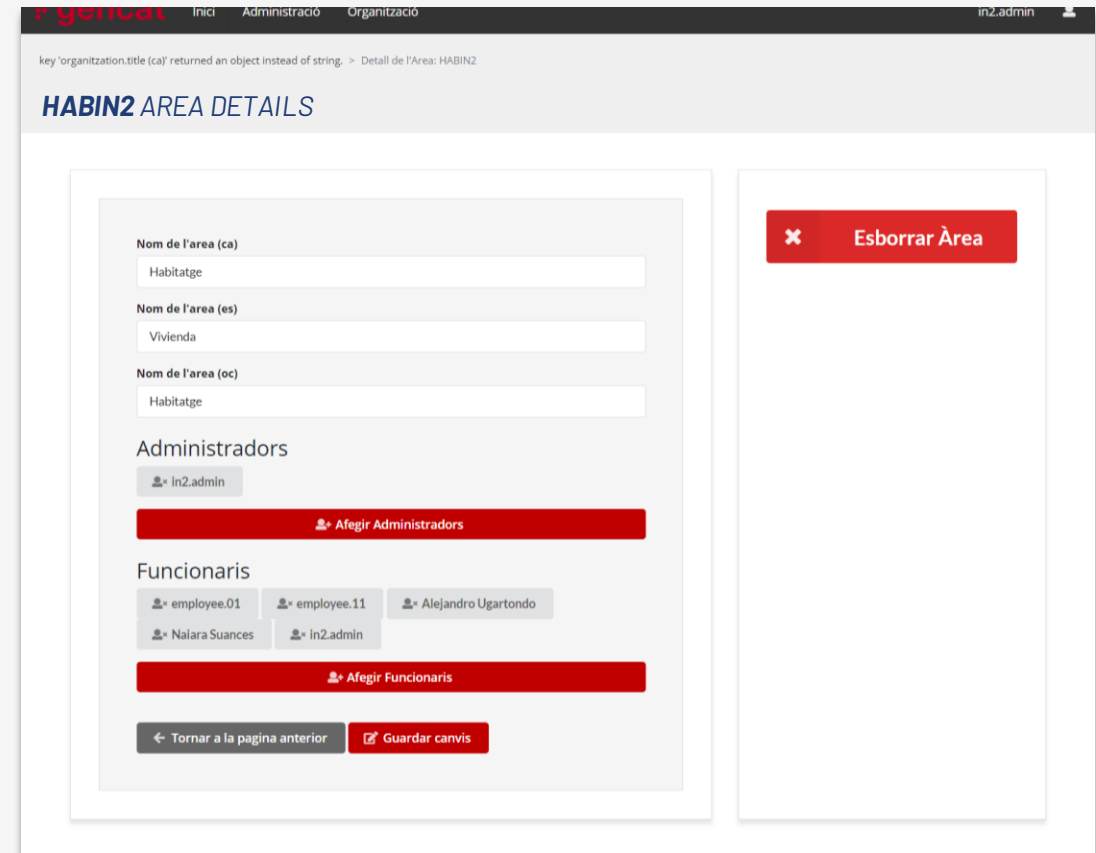 gencat Inici Administració Organització in2.admin
key 'organitzation.title (ca)' returned an object instead of string. > Detall de l'Area: HABIN2
HABIN2 AREA DETAILS
Esborrar Àrea
Nom de l'area (ca)
Habitatge
Nom de l'area (es)
Vivienda
Nom de l'area (oc)
Habitatge
Administradors
in2.admin
Afegir Administradors
Funcionaris
employee.01 employee.11 Alejandro Ugartondo
Naiara Suances in2.admin
Afegir Funcionaris
Tornar a la pagina anterior Guardar canvis